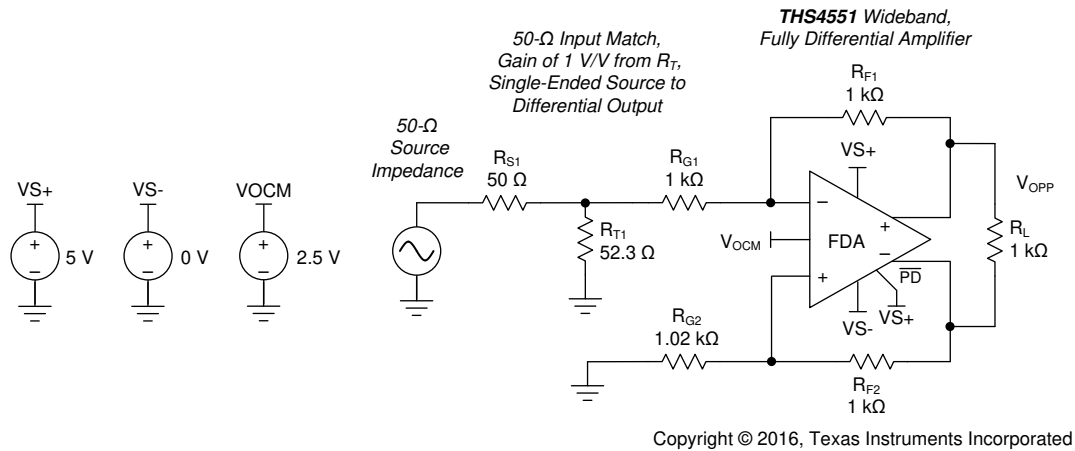 THS4551 Wideband,
Fully Differential Amplifier
50-Ω Input Match,
Gain of 1 V/V from RT,
Single-Ended Source to
Differential Output
50-Ω
Source
Impedance
RF1
1 kΩ
VS+
VS-
VOCM
RS1
50 Ω
RG1
1 kΩ
VS+
VOPP
+
−
5 V
+
−
0 V
+
−
2.5 V
RT1
52.3 Ω
VOCM
−
FDA
+
+
−
RL
1 kΩ
PD
VS-
VS+
RG2
1.02 kΩ
RF2
1 kΩ
Copyright © 2016, Texas Instruments Incorporated